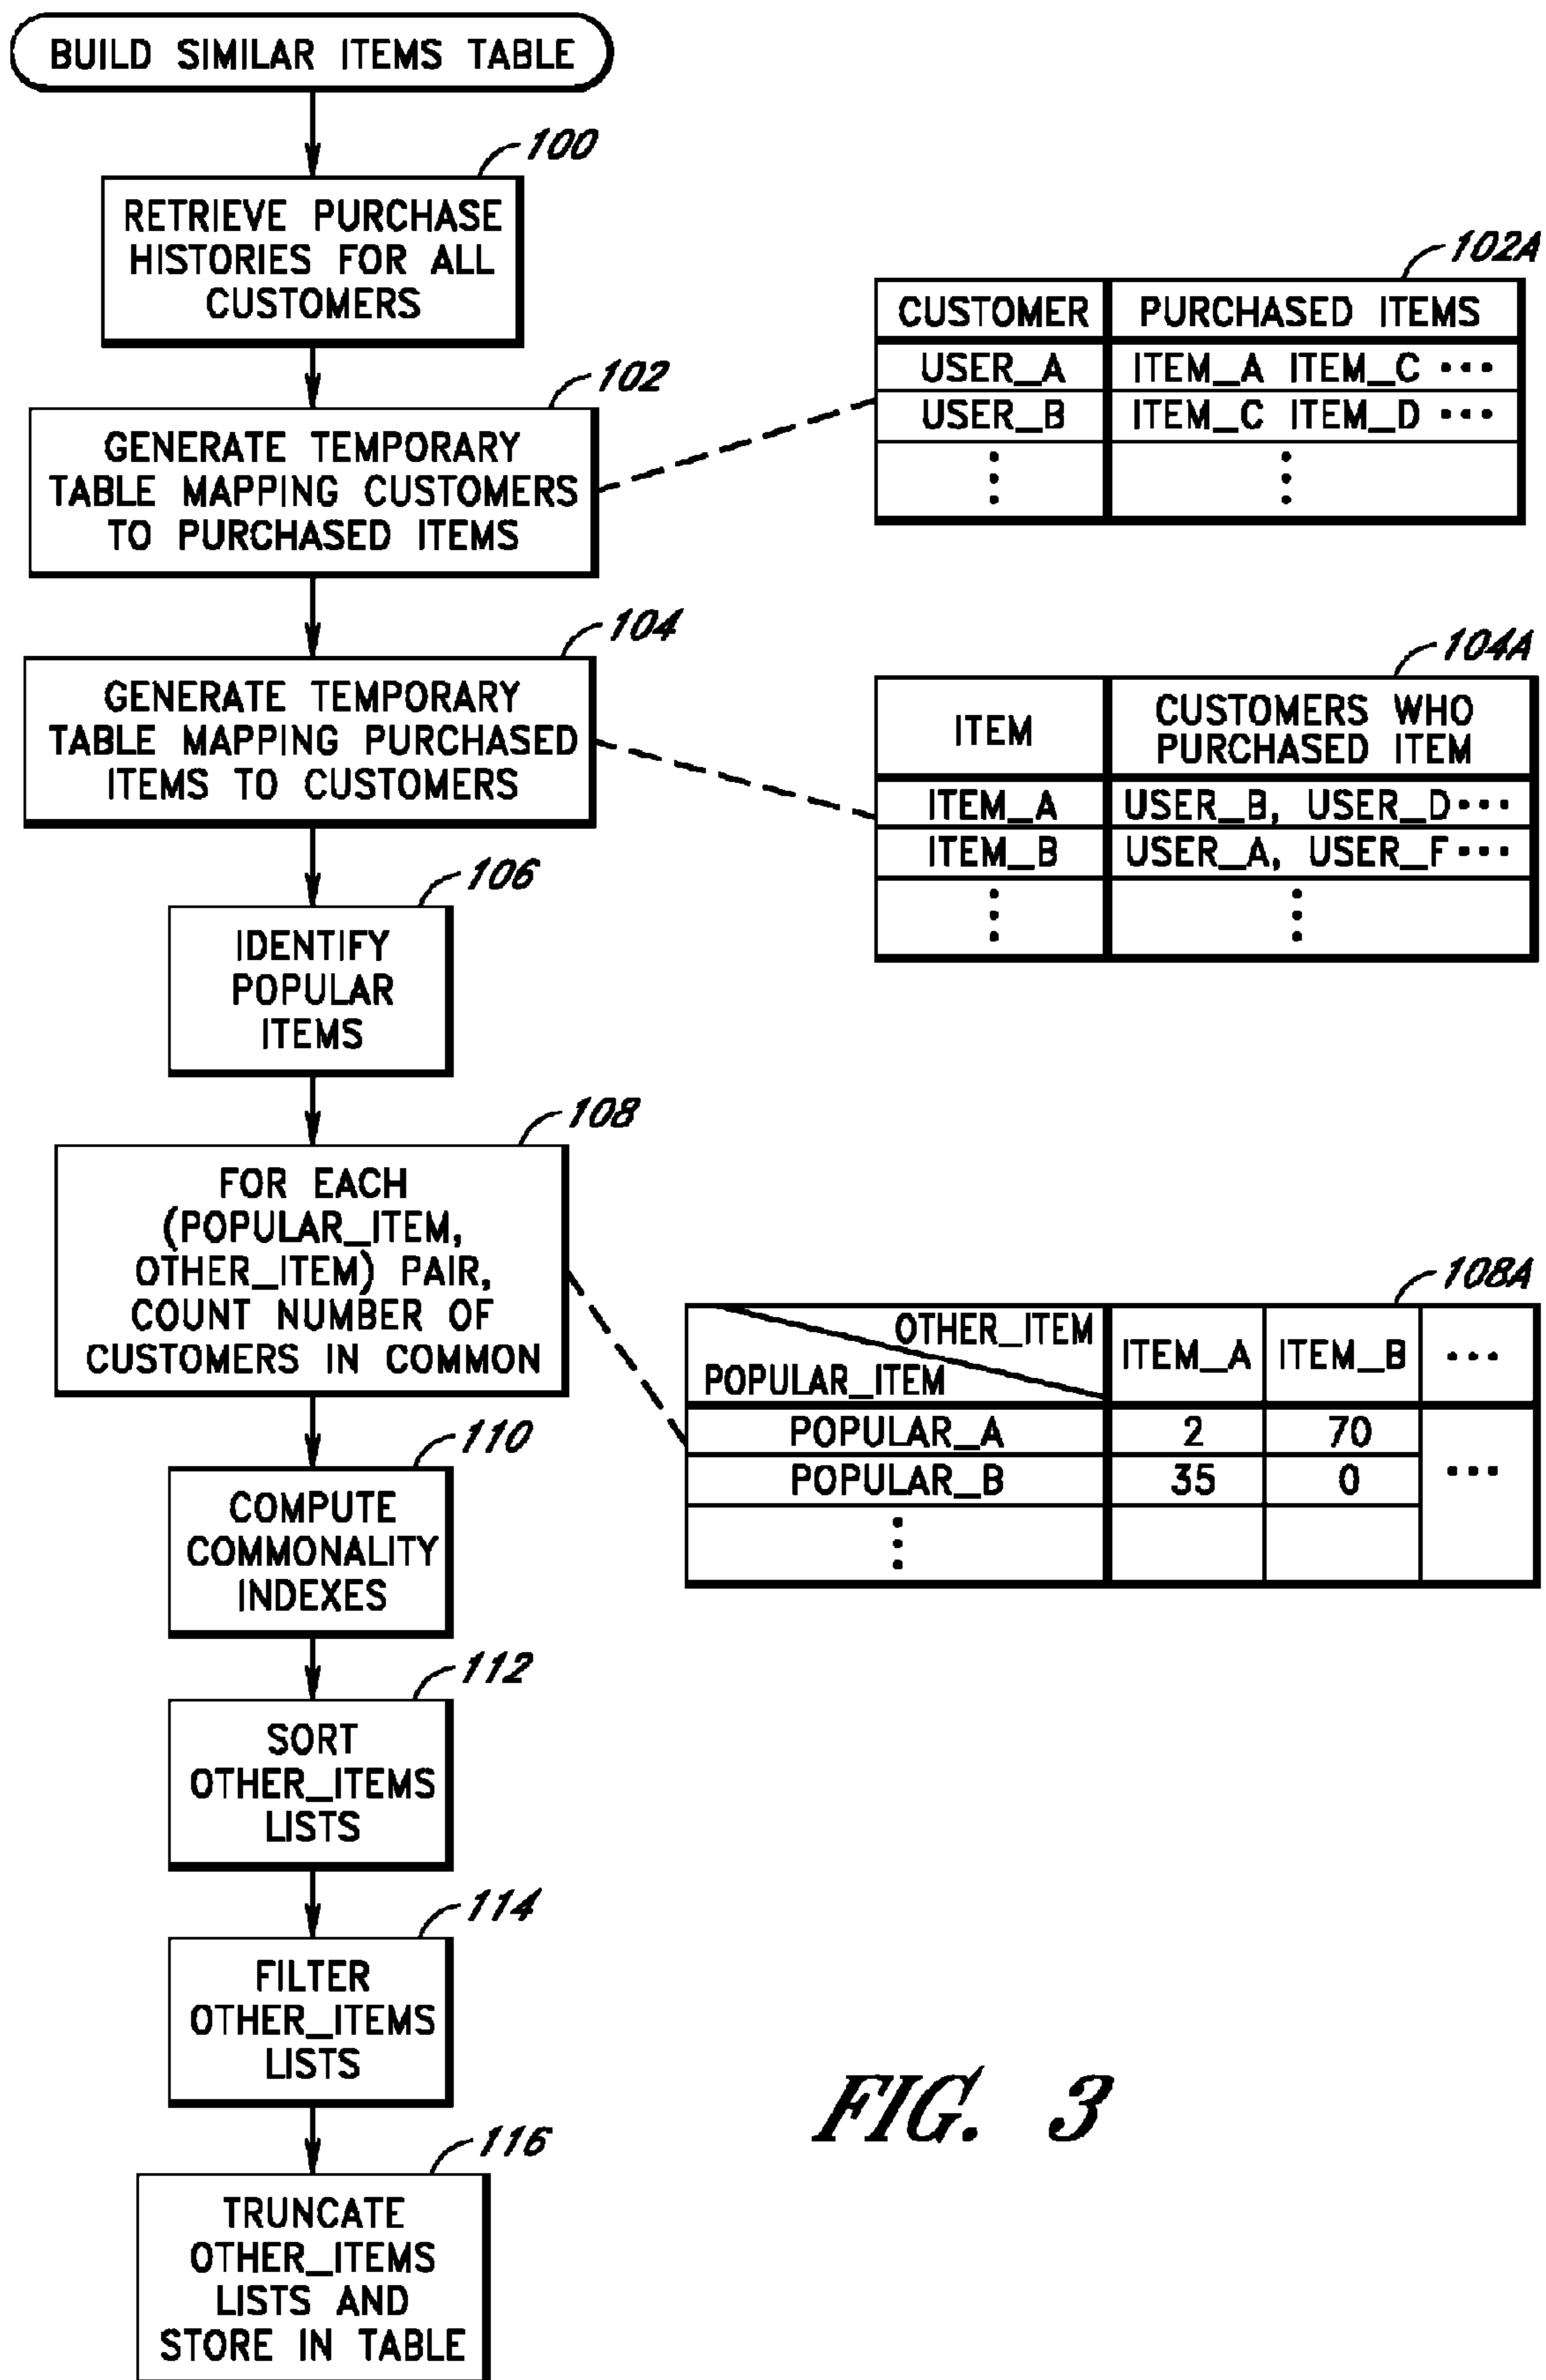 BUILD SIMILAR ITEMS TABLE
100
RETRIEVE PURCHASE
HISTORIES FOR ALL
CUSTOMERS
102
GENERATE TEMPORARY
TABLE MAPPING CUSTOMERS
TO PURCHASED ITEMS
102A
CUSTOMER PURCHASED ITEMS
USER_A ITEM_A ITEM_C •••
USER_B ITEM_C ITEM_D •••
104
GENERATE TEMPORARY
TABLE MAPPING PURCHASED
ITEMS TO CUSTOMERS
104A
ITEM
CUSTOMERS WHO
PURCHASED ITEM
ITEM_A USER_B, USER_D•••
ITEM_B USER_A, USER_F•••
106
IDENTIFY
POPULAR
ITEMS
108
FOR EACH
(POPULAR_ITEM,
OTHER_ITEM) PAIR,
COUNT NUMBER OF
CUSTOMERS IN COMMON
108A
OTHER_ITEM
POPULAR_ITEM
ITEM_A ITEM_B •••
POPULAR_A 2 70
POPULAR_B 35 0
•••
110
COMPUTE
COMMONALITY
INDEXES
112
SORT
OTHER_ITEMS
LISTS
114
FILTER
OTHER_ITEMS
LISTS
116
TRUNCATE
OTHER_ITEMS
LISTS AND
STORE IN TABLE
FIG. 3